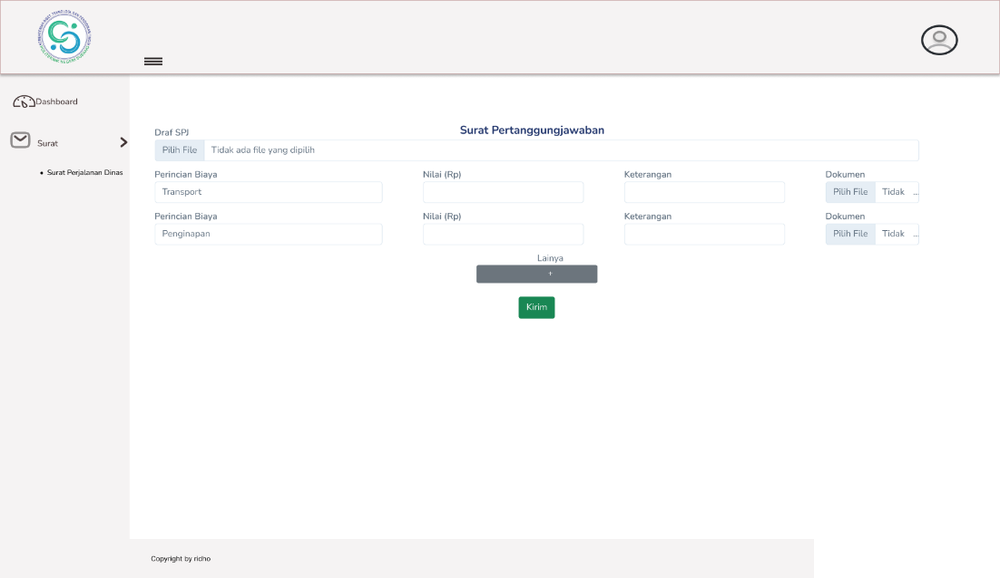 Dashboard
Surat
Surat Perjalanan Dinas
Surat Pertanggungjawaban
Draf SPJ
Pilih File Tidak ada file yang dipilih
Perincian Biaya Nilai (Rp) Keterangan Dokumen
Transport Pilih File Tidak ...
Perincian Biaya Nilai (Rp) Keterangan Dokumen
Penginapan Pilih File Tidak ...
Lainya
+
Kirim
Copyright by ridho